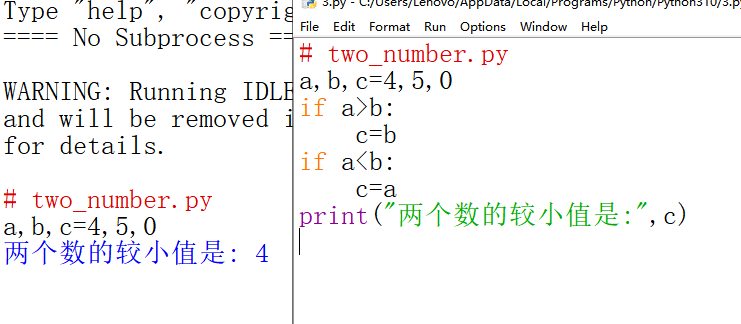 Type "help", "copyrig
==== No Subprocess ==
WARNING: Running IDLE
and will be removed i
for details.
# two_number.py
a,b,c=4,5,0
两个数的较小值是: 4
3.py - C:/Users/Lenovo/AppData/Local/Programs/Python/Python310/3.py
File Edit Format Run Options Window Help
# two_number.py
a,b,c=4,5,0
if a>b:
    c=b
if a<b:
    c=a
print("两个数的较小值是:",c)